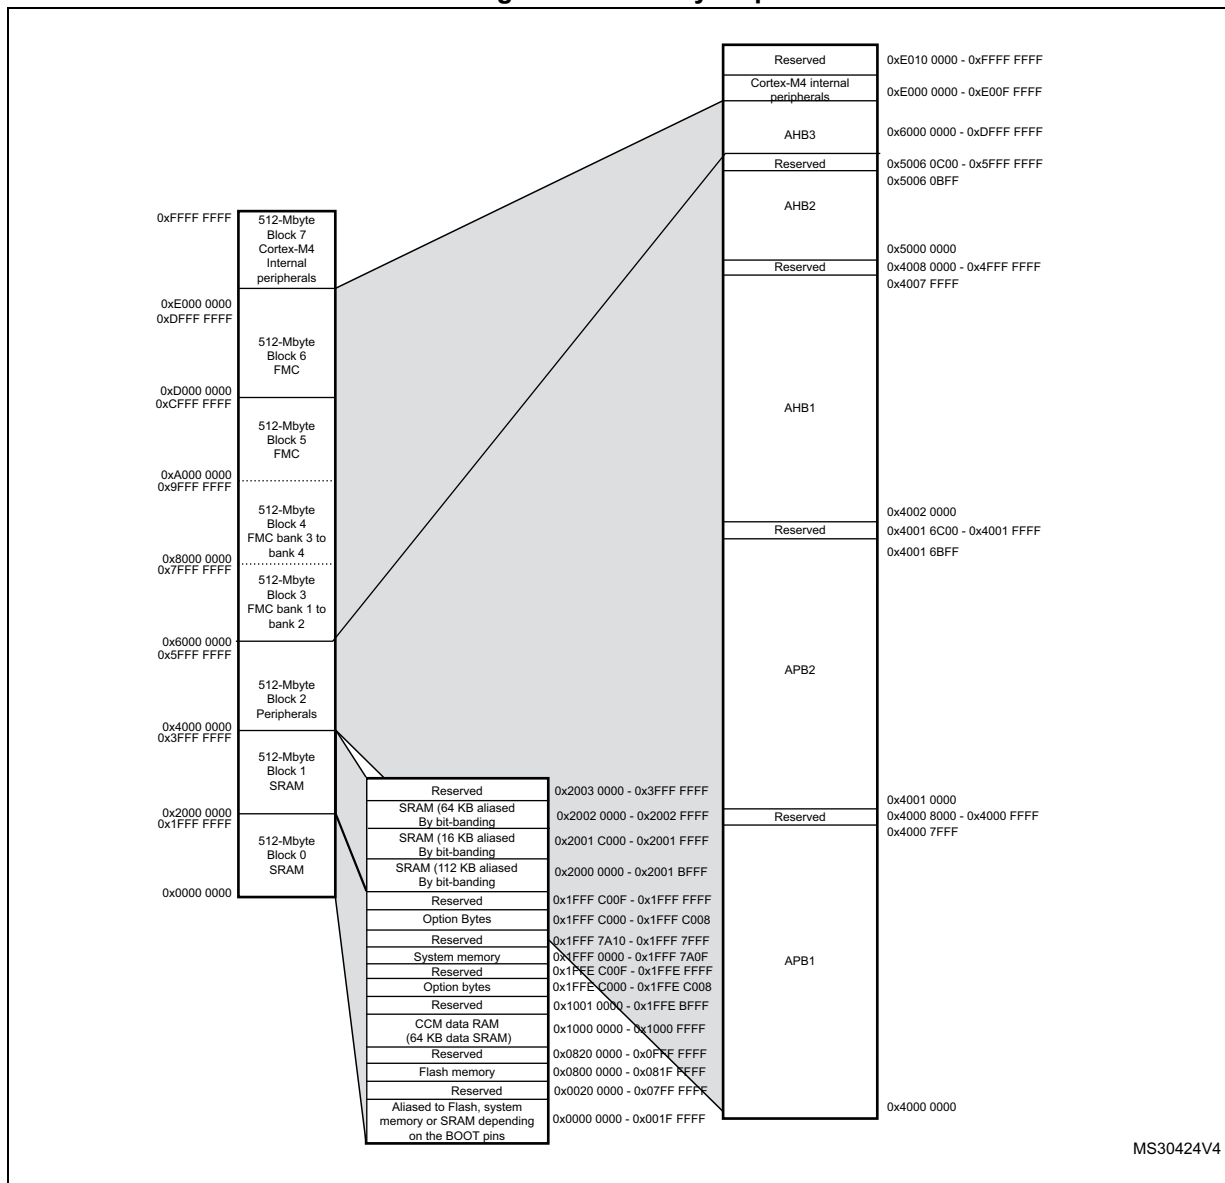 0xFFFF FFFF
512-Mbyte
Block 7
Cortex-M4
Internal
peripherals
0xE000 0000
0xDFFF FFFF
512-Mbyte
Block 6
FMC
0xD000 0000
0xCFFF FFFF
512-Mbyte
Block 5
FMC
0xA000 0000
0x9FFF FFFF
512-Mbyte
Block 4
FMC bank 3 to
bank 4
0x8000 0000
0x7FFF FFFF
512-Mbyte
Block 3
FMC bank 1 to
bank 2
0x6000 0000
0x5FFF FFFF
512-Mbyte
Block 2
Peripherals
0x4000 0000
0x3FFF FFFF
512-Mbyte
Block 1
SRAM
0x2000 0000
0x1FFF FFFF
512-Mbyte
Block 0
SRAM
0x0000 0000
Reserved 0x2003 0000 - 0x3FFF FFFF
SRAM (64 KB aliased
By bit-banding
0x2002 0000 - 0x2002 FFFF
SRAM (16 KB aliased
By bit-banding
0x2001 C000 - 0x2001 FFFF
SRAM (112 KB aliased
By bit-banding
0x2000 0000 - 0x2001 BFFF
Reserved 0x1FFF C00F - 0x1FFF FFFF
Option Bytes 0x1FFF C000 - 0x1FFF C008
Reserved 0x1FFF 7A10 - 0x1FFF 7FFF
System memory 0x1FFF 0000 - 0x1FFF 7A0F
Reserved 0x1FFE C00F - 0x1FFE FFFF
Option bytes 0x1FFE C000 - 0x1FFE C008
Reserved 0x1001 0000 - 0x1FFE BFFF
CCM data RAM
(64 KB data SRAM)
0x1000 0000 - 0x1000 FFFF
Reserved 0x0820 0000 - 0x0FFF FFFF
Flash memory 0x0800 0000 - 0x081F FFFF
Reserved 0x0020 0000 - 0x07FF FFFF
Aliased to Flash, system
memory or SRAM depending
on the BOOT pins
0x0000 0000 - 0x001F FFFF
Reserved 0xE010 0000 - 0xFFFF FFFF
Cortex-M4 internal
peripherals
0xE000 0000 - 0xE00F FFFF
AHB3 0x6000 0000 - 0xDFFF FFFF
Reserved 0x5006 0C00 - 0x5FFF FFFF
0x5006 0BFF
AHB2
0x5000 0000
Reserved 0x4008 0000 - 0x4FFF FFFF
0x4007 FFFF
AHB1
0x4002 0000
Reserved 0x4001 6C00 - 0x4001 FFFF
0x4001 6BFF
APB2
0x4001 0000
Reserved 0x4000 8000 - 0x4000 FFFF
0x4000 7FFF
APB1
0x4000 0000
MS30424V4